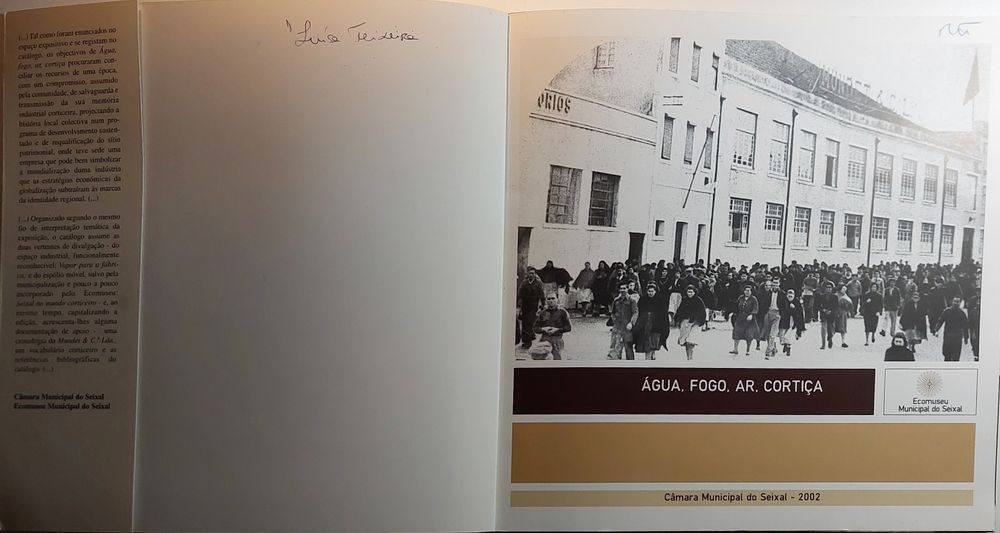 (...) Tal como foram enunciados no
espaço expositivo e se registam no
catálogo, os objectivos de Água,
fogo, ar, cortiça procuraram con-
ciliar os recursos de uma época,
com um compromisso, assumido
pela comunidade, de salvaguarda e
transmissão da sua memória
industrial corticeira, projectando a
história local colectiva num pro-
grama de desenvolvimento susten-
tado e de requalificação do sítio
patrimonial, onde teve sede uma
empresa que pode bem simbolizar
a mundialização duma indústria
que as estratégias económicas da
globalização subtraíram às marcas
da identidade regional. (...)
(...) Organizado segundo o mesmo
fio de interpretação temática da
exposição, o catálogo assume as
duas vertentes de divulgação - do
espaço industrial, funcionalmente
reconhecível, Vapor para a fábri-
ca, e do espólio móvel, salvo pela
municipalização e pouco a pouco
incorporado pelo Ecomuseu:
Seixal no mundo corticeiro - e, ao
mesmo tempo, capitalizando a
edição, acrescenta-lhes alguma
documentação de apoio - uma
cronologia da Mundet & C.ª Lda.,
um vocabulário corticeiro e as
referências bibliográficas do
catálogo. (...)
Câmara Municipal do Seixal
Ecomuseu Municipal do Seixal
Luísa Teixeira
ORIOS
MUNDET & C.
ÁGUA, FOGO, AR, CORTIÇA
Ecomuseu
Municipal do Seixal
Câmara Municipal do Seixal - 2002